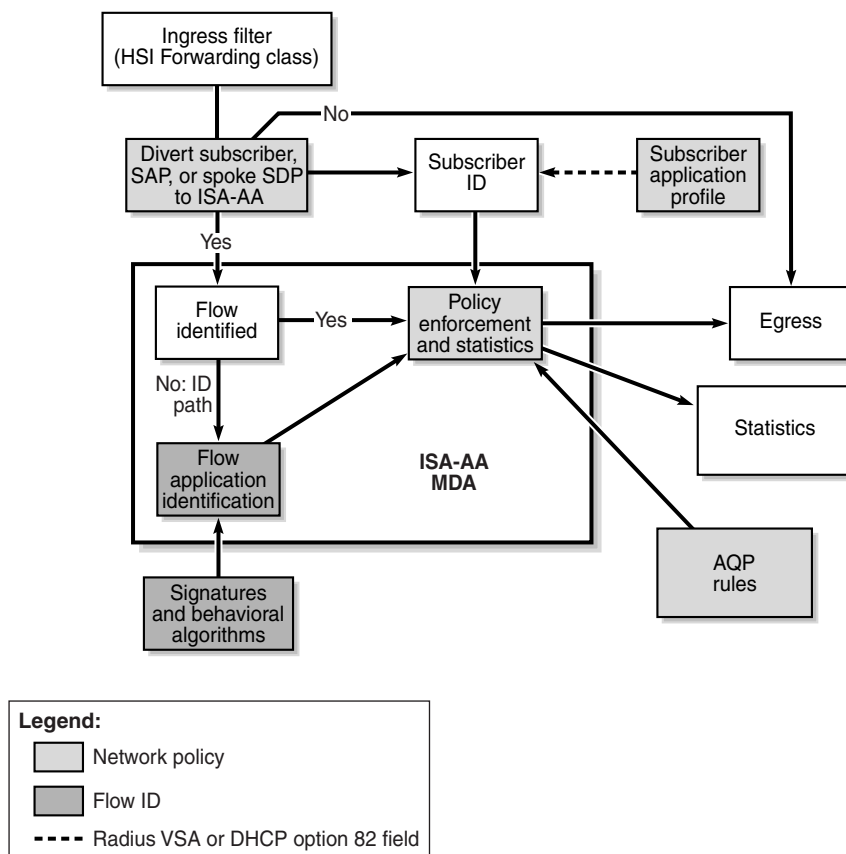 Ingress filter
(HSI Forwarding class)
No
Divert subscriber,
SAP, or spoke SDP
to ISA-AA
Subscriber
ID
Subscriber
application
profile
Yes
Flow
identified
Yes
Policy
enforcement
and statistics
Egress
No: ID
path
Statistics
Flow
application
identification
ISA-AA
MDA
AQP
rules
Signatures
and behavioral
algorithms
Legend:
Network policy
Flow ID
Radius VSA or DHCP option 82 field